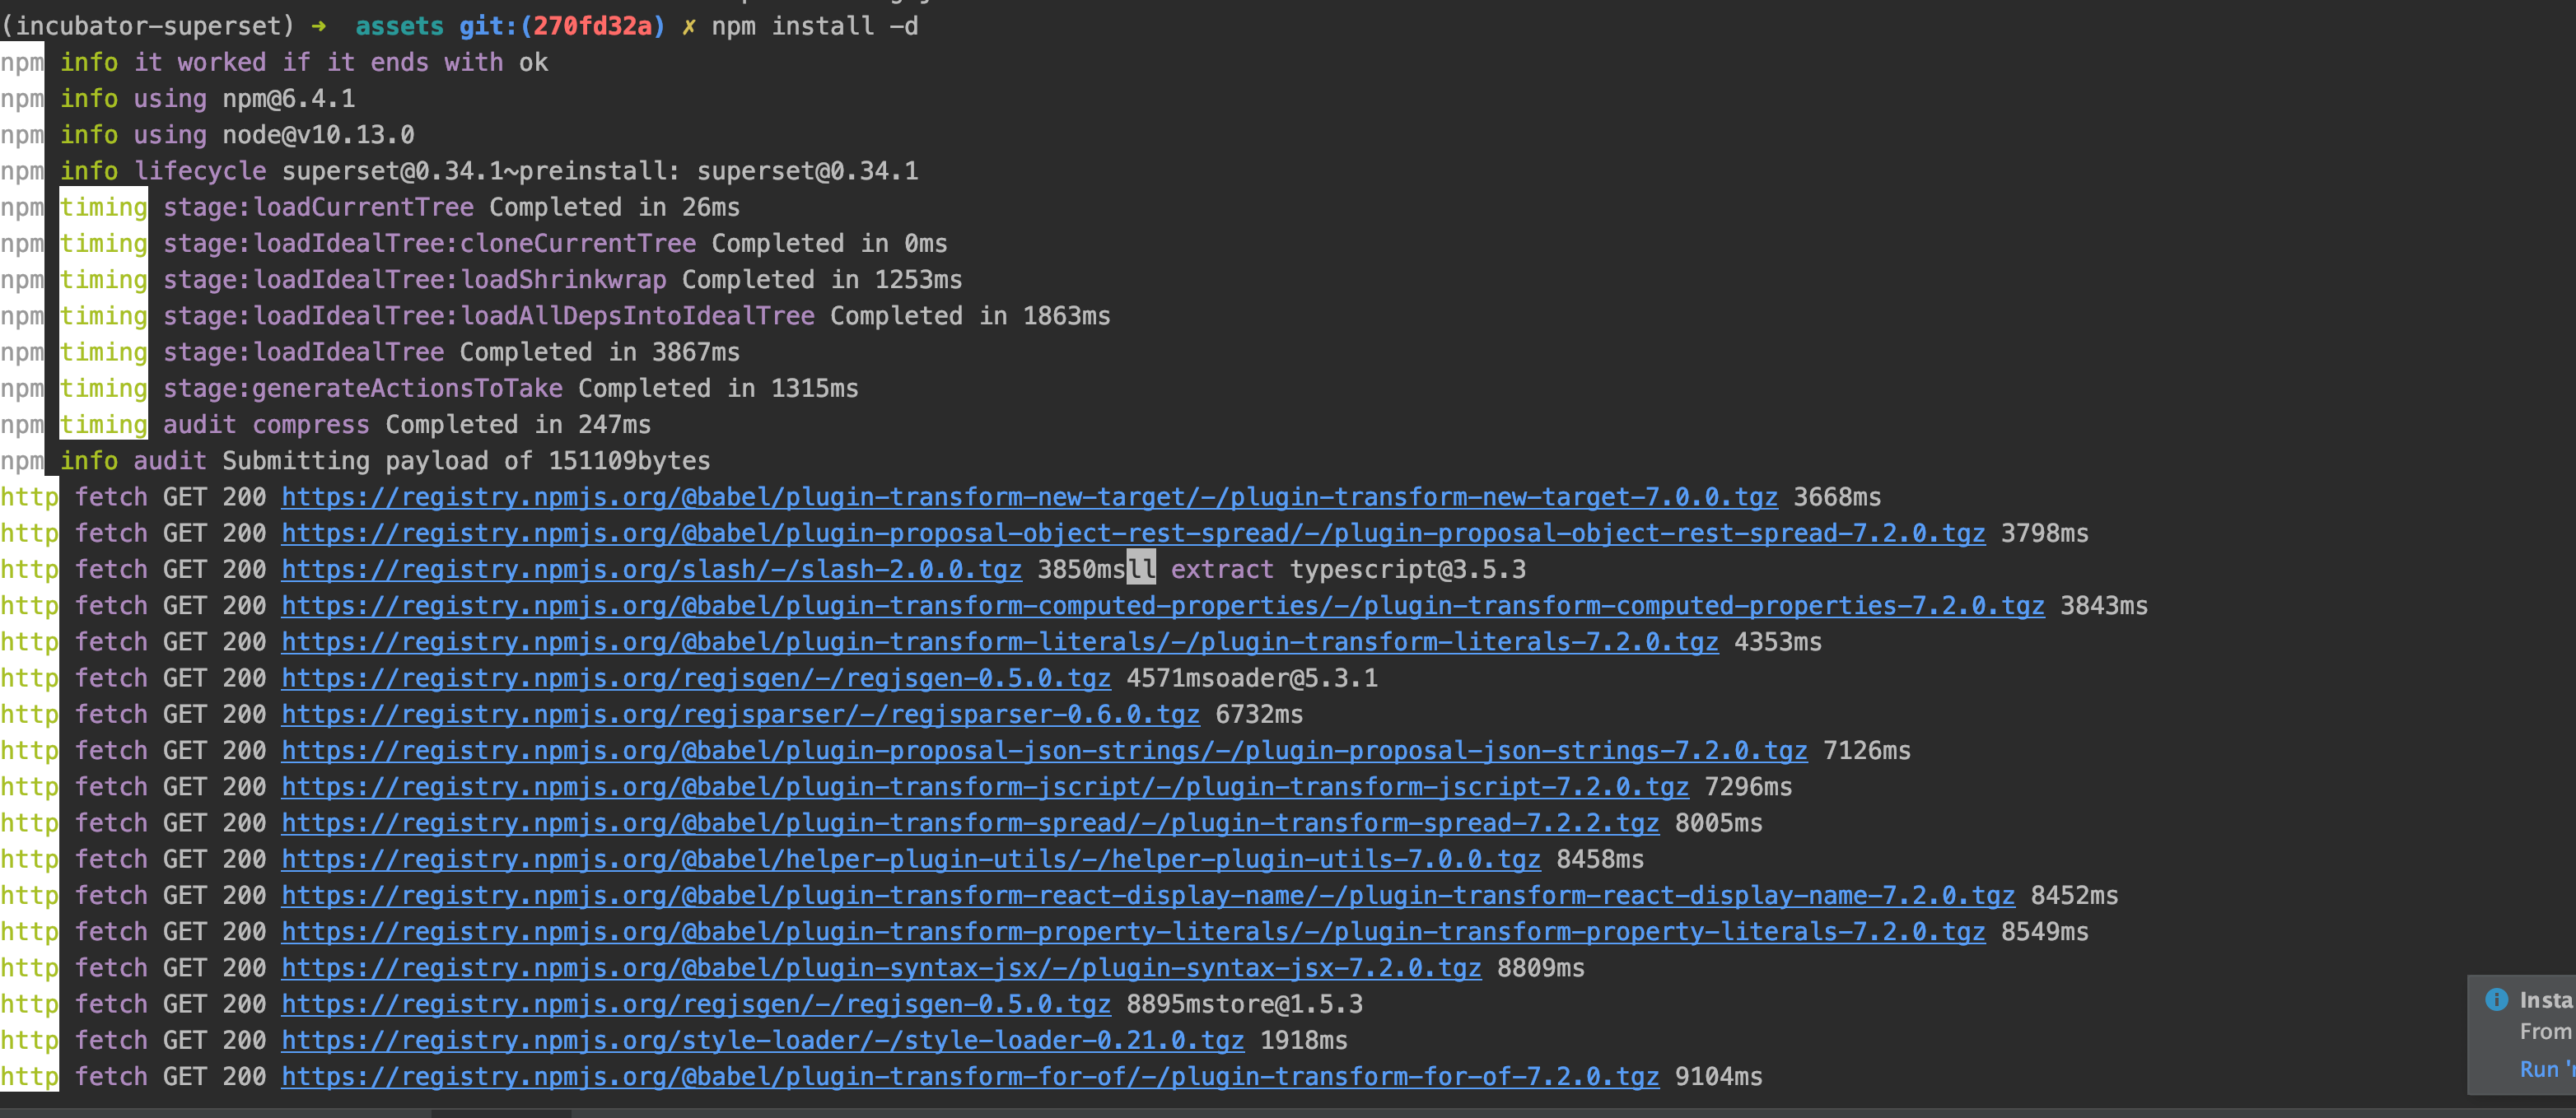 (incubator-superset) ➜  assets git:(270fd32a) ✗ npm install -d
npm info it worked if it ends with ok
npm info using npm@6.4.1
npm info using node@v10.13.0
npm info lifecycle superset@0.34.1~preinstall: superset@0.34.1
npm timing stage:loadCurrentTree Completed in 26ms
npm timing stage:loadIdealTree:cloneCurrentTree Completed in 0ms
npm timing stage:loadIdealTree:loadShrinkwrap Completed in 1253ms
npm timing stage:loadIdealTree:loadAllDepsIntoIdealTree Completed in 1863ms
npm timing stage:loadIdealTree Completed in 3867ms
npm timing stage:generateActionsToTake Completed in 1315ms
npm timing audit compress Completed in 247ms
npm info audit Submitting payload of 151109bytes
http fetch GET 200 https://registry.npmjs.org/@babel/plugin-transform-new-target/-/plugin-transform-new-target-7.0.0.tgz 3668ms
http fetch GET 200 https://registry.npmjs.org/@babel/plugin-proposal-object-rest-spread/-/plugin-proposal-object-rest-spread-7.2.0.tgz 3798ms
http fetch GET 200 https://registry.npmjs.org/slash/-/slash-2.0.0.tgz 3850msll extract typescript@3.5.3
http fetch GET 200 https://registry.npmjs.org/@babel/plugin-transform-computed-properties/-/plugin-transform-computed-properties-7.2.0.tgz 3843ms
http fetch GET 200 https://registry.npmjs.org/@babel/plugin-transform-literals/-/plugin-transform-literals-7.2.0.tgz 4353ms
http fetch GET 200 https://registry.npmjs.org/regjsgen/-/regjsgen-0.5.0.tgz 4571msoader@5.3.1
http fetch GET 200 https://registry.npmjs.org/regjsparser/-/regjsparser-0.6.0.tgz 6732ms
http fetch GET 200 https://registry.npmjs.org/@babel/plugin-proposal-json-strings/-/plugin-proposal-json-strings-7.2.0.tgz 7126ms
http fetch GET 200 https://registry.npmjs.org/@babel/plugin-transform-jscript/-/plugin-transform-jscript-7.2.0.tgz 7296ms
http fetch GET 200 https://registry.npmjs.org/@babel/plugin-transform-spread/-/plugin-transform-spread-7.2.2.tgz 8005ms
http fetch GET 200 https://registry.npmjs.org/@babel/helper-plugin-utils/-/helper-plugin-utils-7.0.0.tgz 8458ms
http fetch GET 200 https://registry.npmjs.org/@babel/plugin-transform-react-display-name/-/plugin-transform-react-display-name-7.2.0.tgz 8452ms
http fetch GET 200 https://registry.npmjs.org/@babel/plugin-transform-property-literals/-/plugin-transform-property-literals-7.2.0.tgz 8549ms
http fetch GET 200 https://registry.npmjs.org/@babel/plugin-syntax-jsx/-/plugin-syntax-jsx-7.2.0.tgz 8809ms
http fetch GET 200 https://registry.npmjs.org/regjsgen/-/regjsgen-0.5.0.tgz 8895mstore@1.5.3
http fetch GET 200 https://registry.npmjs.org/style-loader/-/style-loader-0.21.0.tgz 1918ms
http fetch GET 200 https://registry.npmjs.org/@babel/plugin-transform-for-of/-/plugin-transform-for-of-7.2.0.tgz 9104ms
Insta
From
Run '